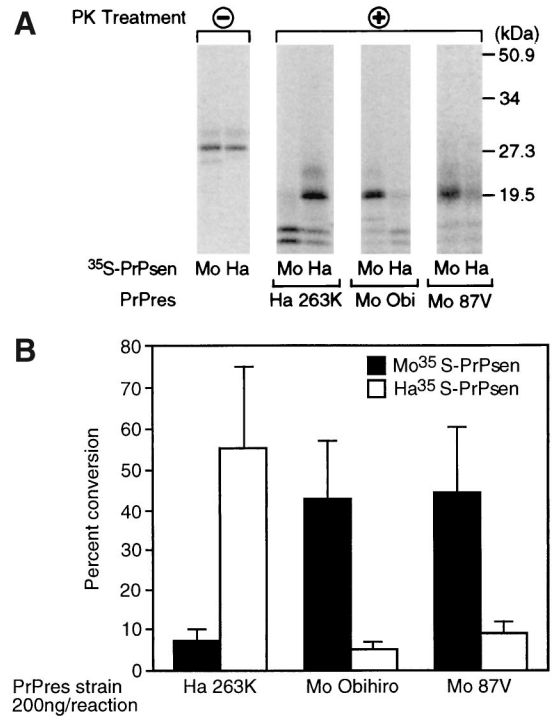 A
PK Treatment − +
(kDa)
50.9
34
27.3
19.5
³⁵S-PrPsen Mo Ha Mo Ha Mo Ha Mo Ha
PrPres Ha 263K Mo Obi Mo 87V
B
80
70
60
50
40
30
20
10
0
Percent conversion
Mo³⁵ S-PrPsen
Ha³⁵ S-PrPsen
PrPres strain Ha 263K Mo Obihiro Mo 87V
200ng/reaction